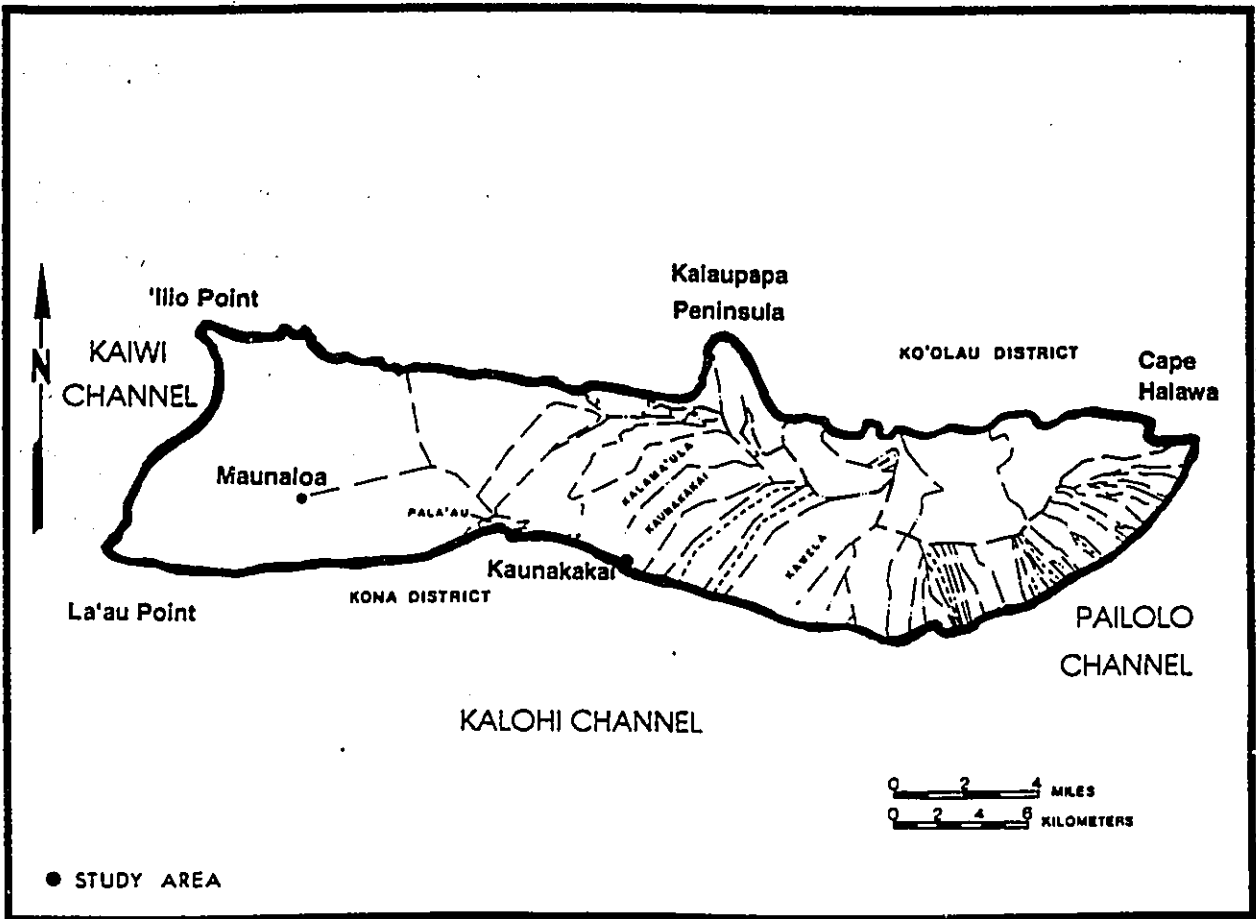 Kalaupapa
Peninsula
'Ilio Point
KO'OLAU DISTRICT
KAIWI
CHANNEL
N
Cape
Halawa
KALAMA'ULA
KAUNAKAKAI
Maunaloa
PALA'AU
KAWELA
Kaunakakai
KONA DISTRICT
La'au Point
PAILOLO
CHANNEL
KALOHI CHANNEL
0 2 4 MILES
0 2 4 6 KILOMETERS
STUDY AREA